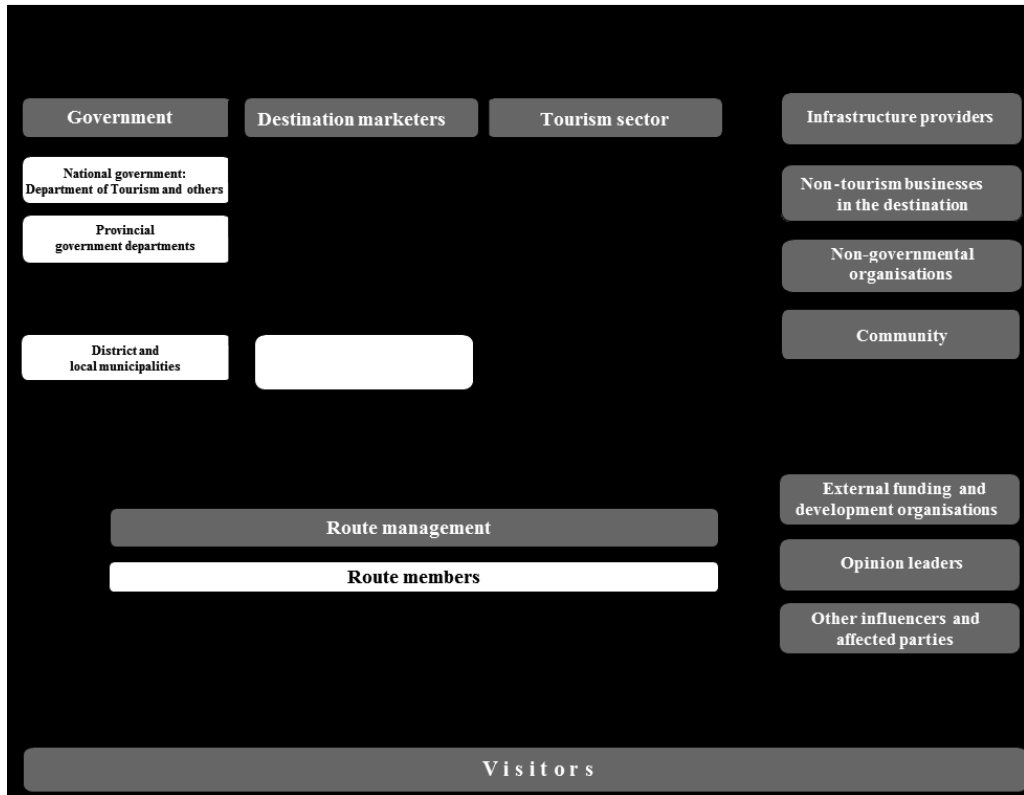 Government
Destination marketers
Tourism sector
Infrastructure providers
National government:
Department of Tourism and others
Non-tourism businesses
in the destination
Provincial
government departments
Non-governmental
organisations
Community
District and
local municipalities
External funding and
development organisations
Route management
Opinion leaders
Route members
Other influencers and
affected parties
Visitors